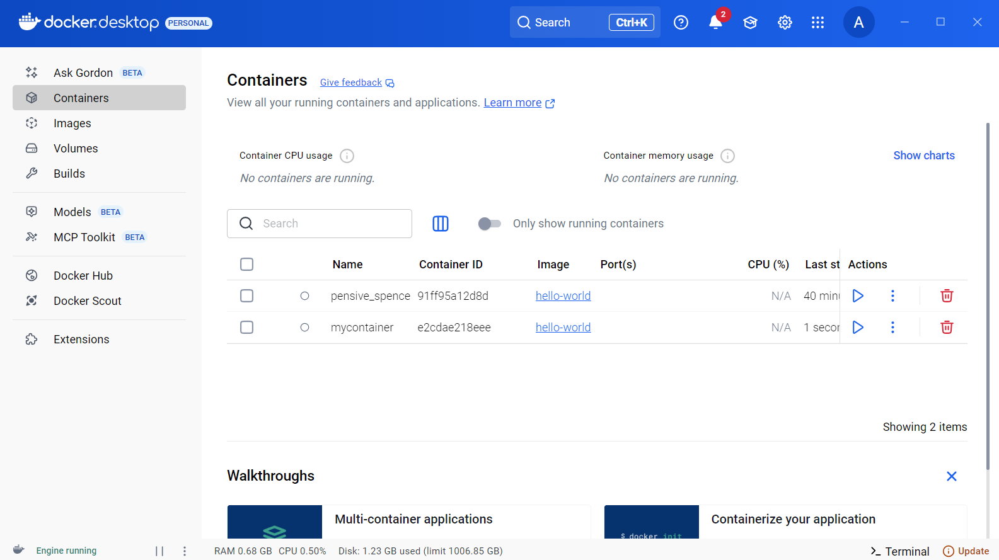 docker.desktop PERSONAL Search Ctrl+K 2 A
Ask Gordon BETA
Containers
Images
Volumes
Builds
Models BETA
MCP Toolkit BETA
Docker Hub
Docker Scout
Extensions
Containers Give feedback
View all your running containers and applications. Learn more
Container CPU usage
No containers are running.
Container memory usage
No containers are running.
Show charts
Search
Only show running containers
Name Container ID Image Port(s) CPU (%) Last st Actions
pensive_spence 91ff95a12d8d hello-world N/A 40 minu
mycontainer e2cdae218eee hello-world N/A 1 secon
Showing 2 items
Walkthroughs
Multi-container applications
$ docker init
Containerize your application
Engine running RAM 0.68 GB CPU 0.50% Disk: 1.23 GB used (limit 1006.85 GB) Terminal Update